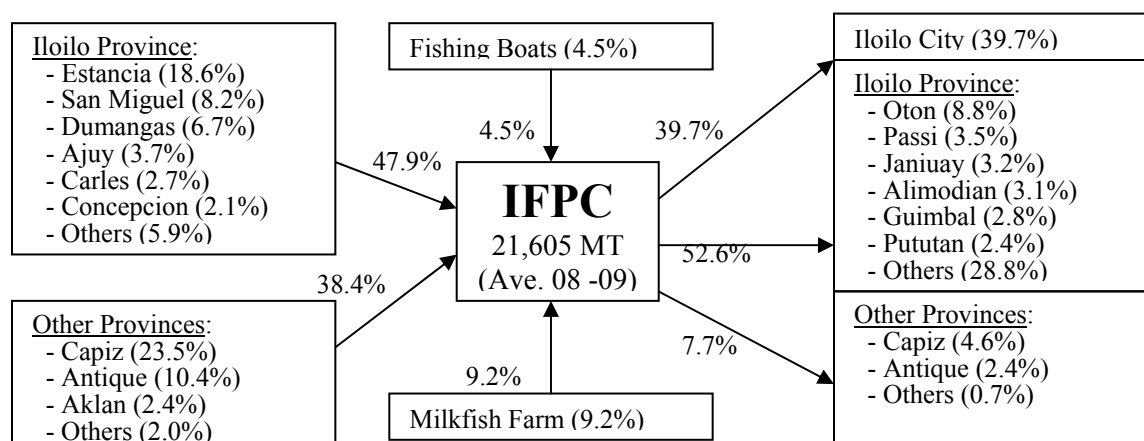 Iloilo Province:
- Estancia (18.6%)
- San Miguel (8.2%)
- Dumangas (6.7%)
- Ajuy (3.7%)
- Carles (2.7%)
- Concepcion (2.1%)
- Others (5.9%)
Other Provinces:
- Capiz (23.5%)
- Antique (10.4%)
- Aklan (2.4%)
- Others (2.0%)
47.9%
38.4%
Fishing Boats (4.5%)
4.5%
IFPC
21,605 MT
(Ave. 08 -09)
9.2%
Milkfish Farm (9.2%)
39.7%
52.6%
7.7%
Iloilo City (39.7%)
Iloilo Province:
- Oton (8.8%)
- Passi (3.5%)
- Janiuay (3.2%)
- Alimodian (3.1%)
- Guimbal (2.8%)
- Pututan (2.4%)
- Others (28.8%)
Other Provinces:
- Capiz (4.6%)
- Antique (2.4%)
- Others (0.7%)